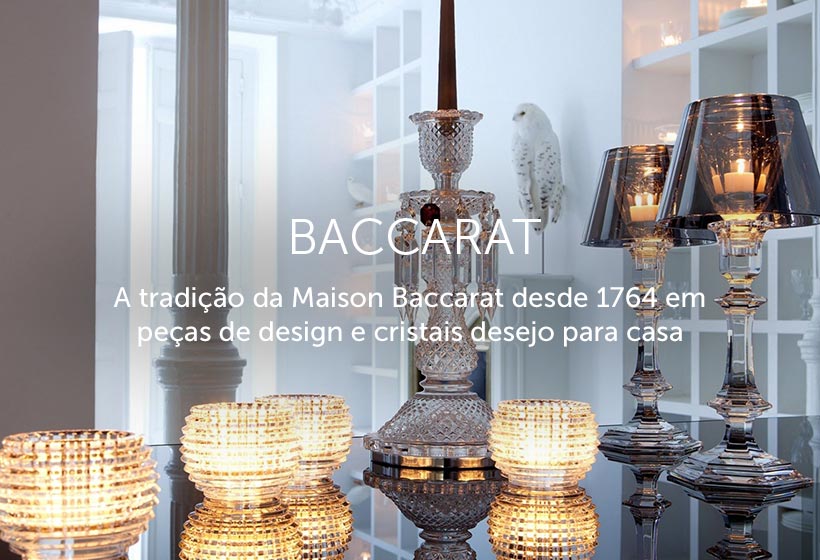 BACCARAT
A tradição da Maison Baccarat desde 1764 em
peças de design e cristais desejo para casa